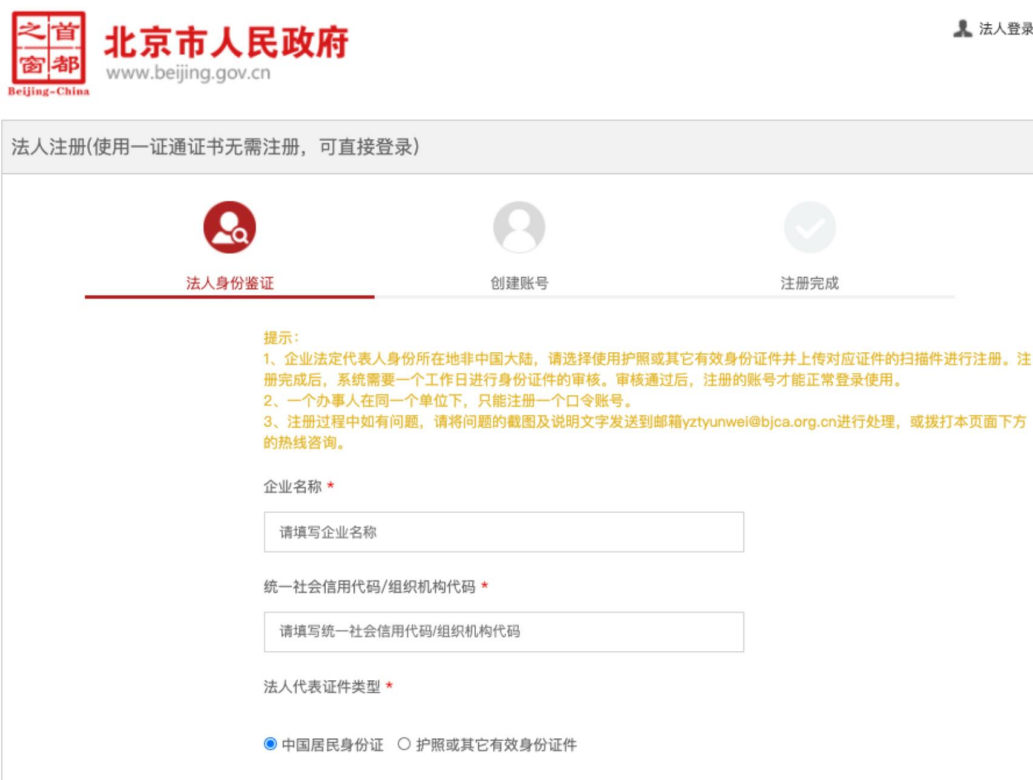 首都之窗
北京市人民政府
www.beijing.gov.cn
Beijing-China
法人登录
法人注册(使用一证通证书无需注册，可直接登录)
法人身份鉴证
创建账号
注册完成
提示：
1、企业法定代表人身份所在地非中国大陆，请选择使用护照或其它有效身份证件并上传对应证件的扫描件进行注册。注
册完成后，系统需要一个工作日进行身份证件的审核。审核通过后，注册的账号才能正常登录使用。
2、一个办事人在同一个单位下，只能注册一个口令账号。
3、注册过程中如有问题，请将问题的截图及说明文字发送到邮箱yztyunwei@bjca.org.cn进行处理，或拨打本页面下方
的热线咨询。
企业名称 *
请填写企业名称
统一社会信用代码/组织机构代码 *
请填写统一社会信用代码/组织机构代码
法人代表证件类型 *
中国居民身份证 护照或其它有效身份证件